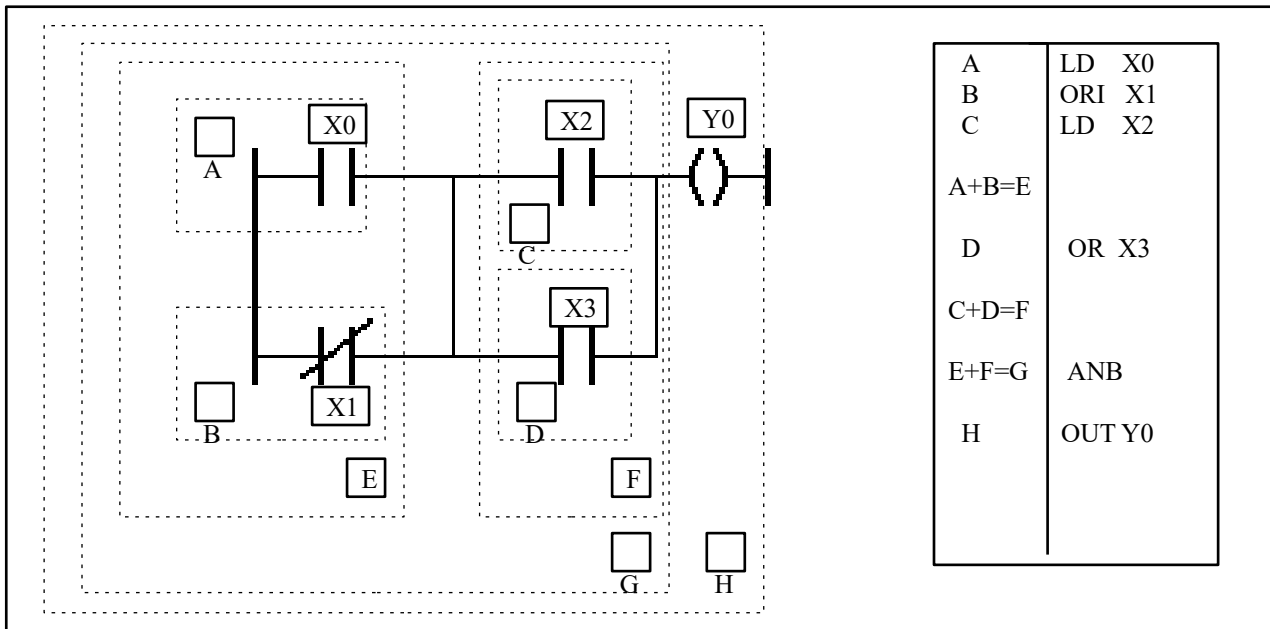 X0
X2
Y0
A
C
X3
X1
B
D
E
F
G
H
A LD X0
B ORI X1
C LD X2
A+B=E
D OR X3
C+D=F
E+F=G ANB
H OUT Y0